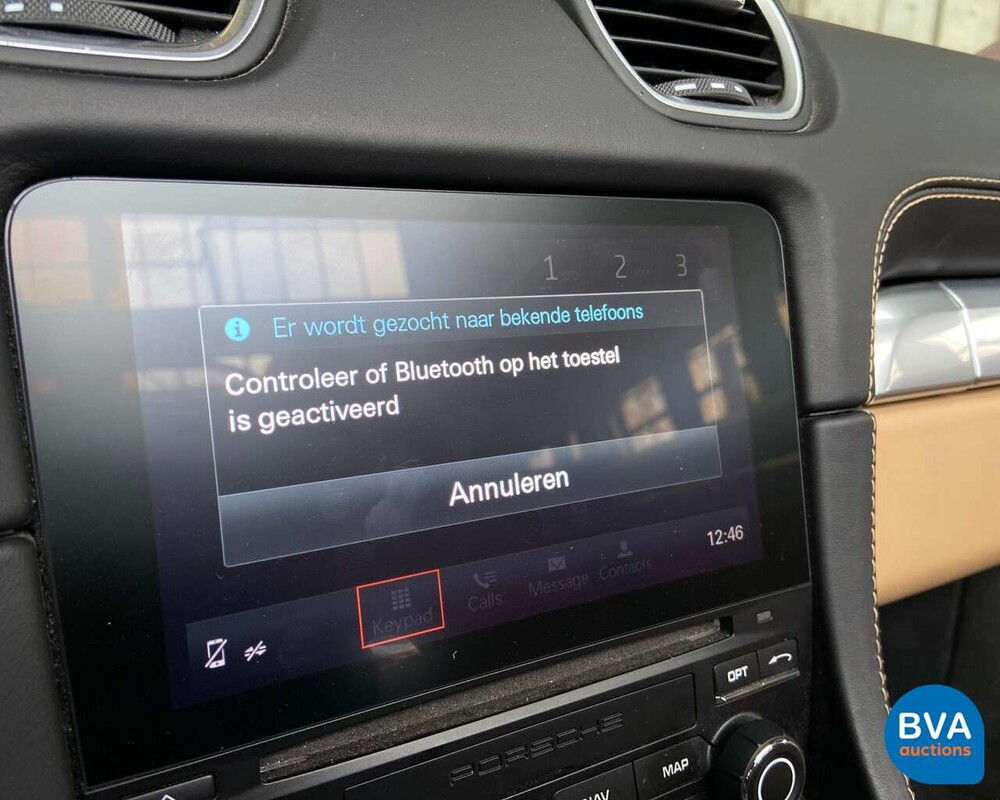 1 2 3
Er wordt gezocht naar bekende telefoons
Controleer of Bluetooth op het toestel
is geactiveerd
Annuleren
12:46
Keypad Calls Message Contacts
OPT
PORSCHE
MAP
NAV
BVA
auctions